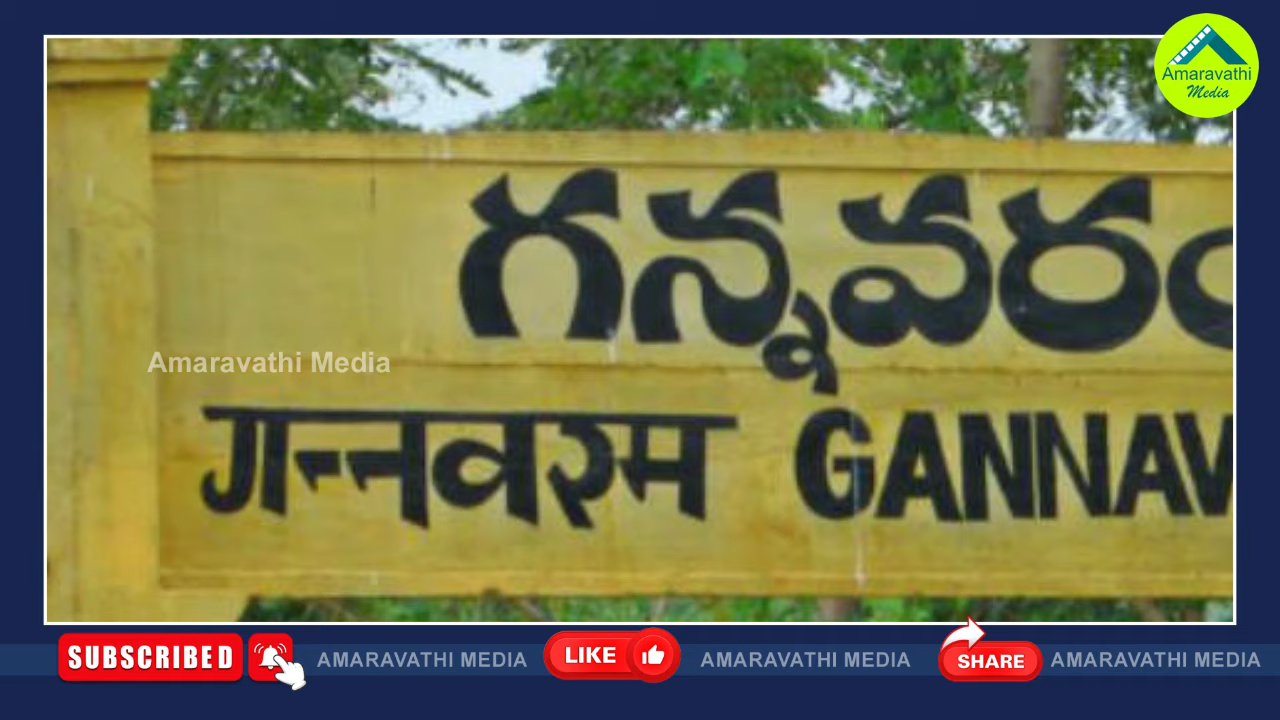 Amaravathi
Media
గన్నవరం
Amaravathi Media
गन्नवरम GANNAV
SUBSCRIBED AMARAVATHI MEDIA LIKE AMARAVATHI MEDIA SHARE AMARAVATHI MEDIA